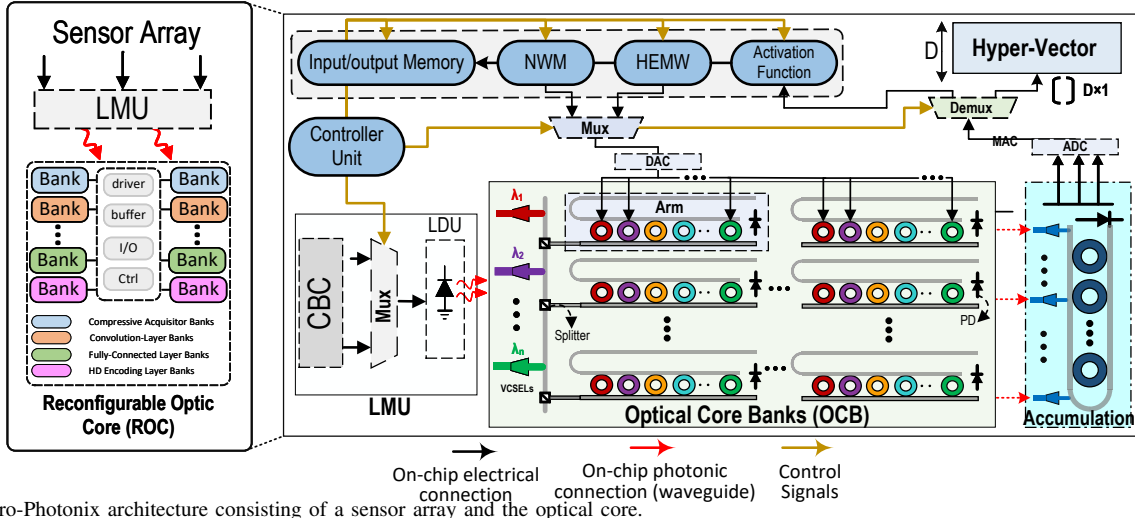 Sensor Array
LMU
Bank
driver
Bank
Bank
buffer
Bank
I/O
Bank
Bank
Ctrl
Bank
Bank
Compressive Acquisitor Banks
Convolution-Layer Banks
Fully-Connected Layer Banks
HD Encoding Layer Banks
Reconfigurable Optic
Core (ROC)
Input/output Memory
NWM
HEMW
Activation
Function
D
Hyper-Vector
D×1
Controller
Unit
Mux
Demux
DAC
MAC
ADC
LDU
CBC
Mux
LMU
λ1
λ2
λn
VCSELs
Splitter
Arm
PD
Optical Core Banks (OCB)
Accumulation
On-chip electrical
connection
On-chip photonic
connection (waveguide)
Control
Signals
ro-Photonix architecture consisting of a sensor array and the optical core.